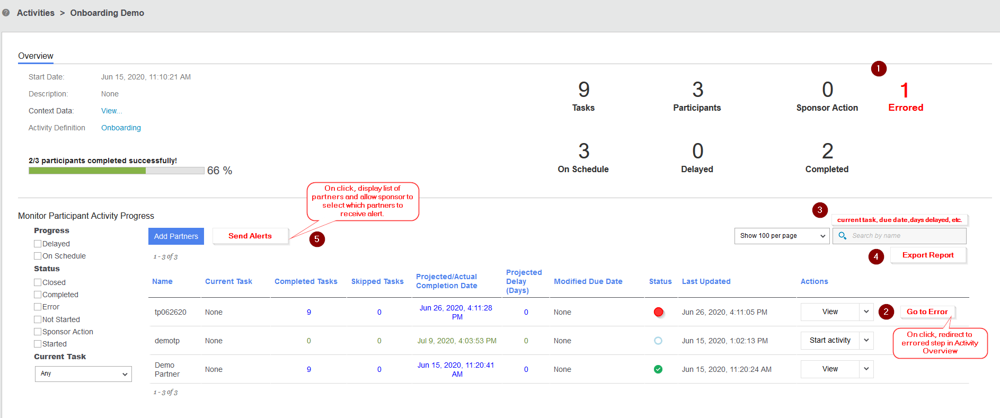 Activities > Onboarding Demo
Overview
1
Start Date: Jun 15, 2020, 11:10:21 AM
Description: None
Context Data: View...
Activity Definition Onboarding
9 3 0 1
Tasks Participants Sponsor Action Errored
3 0 2
On Schedule Delayed Completed
2/3 participants completed successfully!
66 %
On click, display list of
partners and allow sponsor to
select which partners to
receive alert.
Monitor Participant Activity Progress
Progress
Delayed
On Schedule
Status
Closed
Completed
Error
Not Started
Sponsor Action
Started
Current Task
Any
Add Partners Send Alerts 5
3 current task, due date, days delayed, etc.
Show 100 per page Search by name
4 Export Report
1 - 3 of 3
Name Current Task Completed Tasks Skipped Tasks Projected/Actual Completion Date Projected Delay (Days) Modified Due Date Status Last Updated Actions
tp062620 None 9 0 Jun 26, 2020, 4:11:28 PM 0 None Jun 26, 2020, 4:11:05 PM View 2 Go to Error
On click, redirect to
errored step in Activity
Overview
demotp None 0 0 Jul 9, 2020, 4:03:53 PM 0 None Jun 15, 2020, 1:02:13 PM Start activity
Demo Partner None 9 0 Jun 15, 2020, 11:20:41 AM 0 None Jun 15, 2020, 11:20:24 AM View
1 - 3 of 3